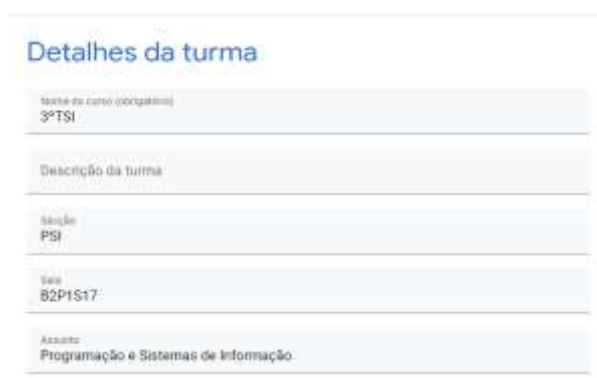 Detalhes da turma
Nome do curso (obrigatório)
3ºTSI
Descrição da turma
Secção
PSI
Sala
B2P1S17
Assunto
Programação e Sistemas de Informação